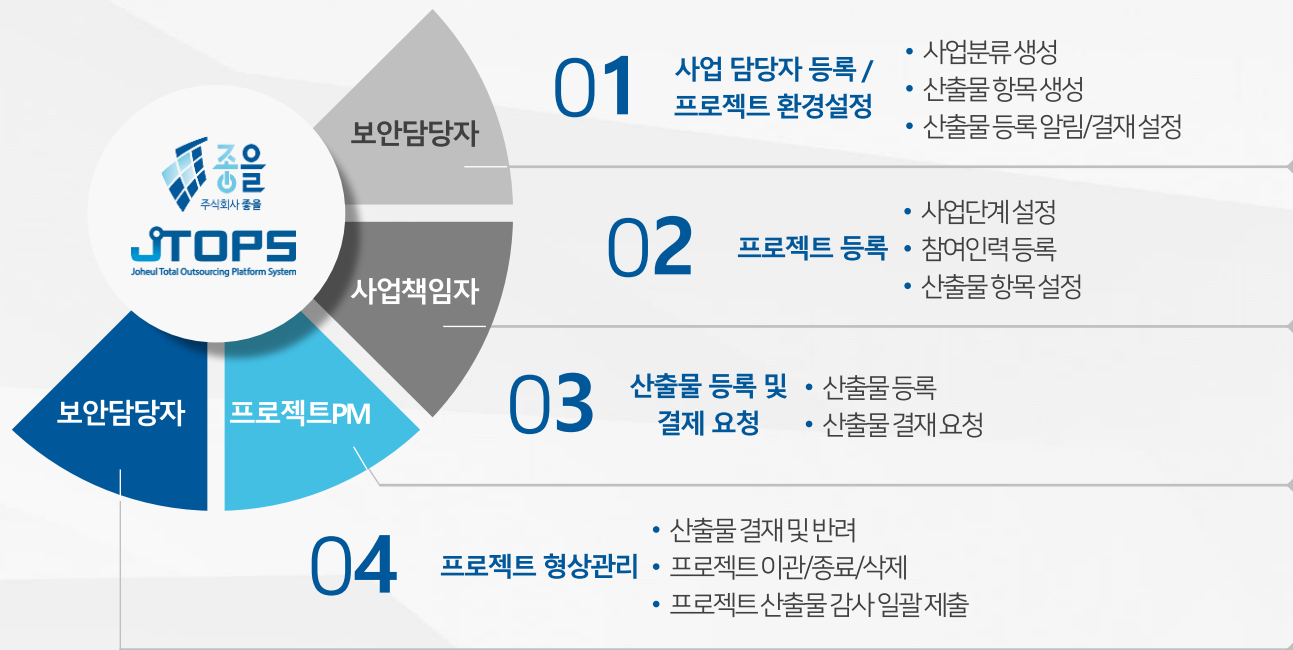 좋을
주식회사 좋을
JTOPS
Joheul Total Outsourcing Platform System
보안담당자
사업책임자
프로젝트PM
보안담당자
01
사업 담당자 등록 /
프로젝트 환경설정
• 사업분류 생성
• 산출물 항목 생성
• 산출물 등록 알림/결재 설정
02
프로젝트 등록
• 사업단계 설정
• 참여인력 등록
• 산출물 항목 설정
03
산출물 등록 및
결제 요청
• 산출물 등록
• 산출물 결재 요청
04
프로젝트 형상관리
• 산출물 결재 및 반려
• 프로젝트 이관/종료/삭제
• 프로젝트 산출물 감사 일괄 제출